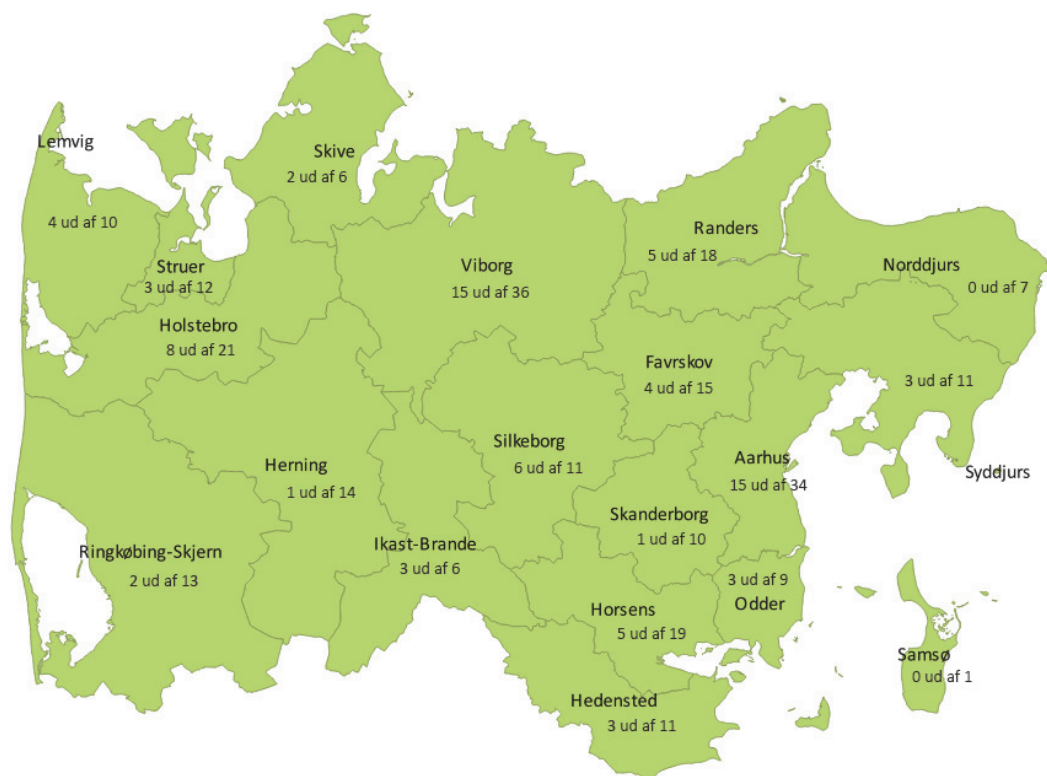 Lemvig
4 ud af 10
Skive
2 ud af 6
Struer
3 ud af 12
Holstebro
8 ud af 21
Viborg
15 ud af 36
Randers
5 ud af 18
Norddjurs
0 ud af 7
Favrskov
4 ud af 15
3 ud af 11
Syddjurs
Herning
1 ud af 14
Silkeborg
6 ud af 11
Aarhus
15 ud af 34
Skanderborg
1 ud af 10
Ringkøbing-Skjern
2 ud af 13
Ikast-Brande
3 ud af 6
3 ud af 9
Odder
Horsens
5 ud af 19
Samsø
0 ud af 1
Hedensted
3 ud af 11